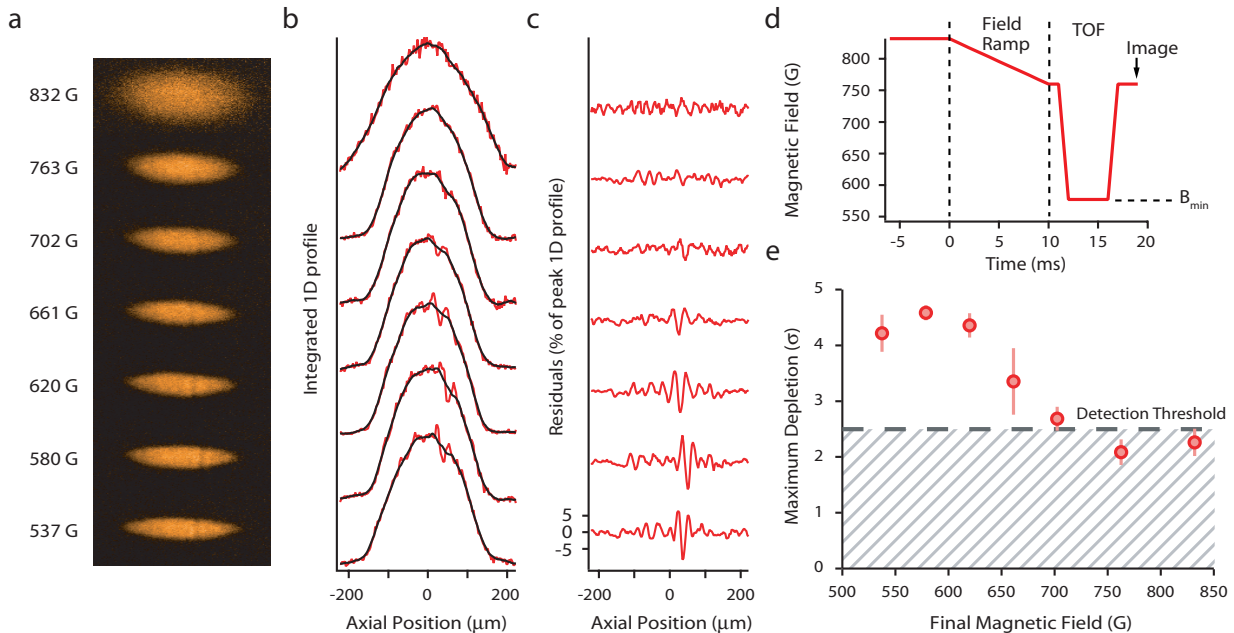 a
832 G
763 G
702 G
661 G
620 G
580 G
537 G
b
Integrated 1D profile
-200
0
200
Axial Position (μm)
c
Residuals (% of peak 1D profile)
5
0
-5
-200
0
200
Axial Position (μm)
d
Magnetic Field (G)
800
750
700
650
600
550
Field
Ramp
TOF
Image
B_min
-5
0
5
10
15
20
Time (ms)
e
Maximum Depletion (σ)
5
4
3
2
1
0
Detection Threshold
500
550
600
650
700
750
800
850
Final Magnetic Field (G)